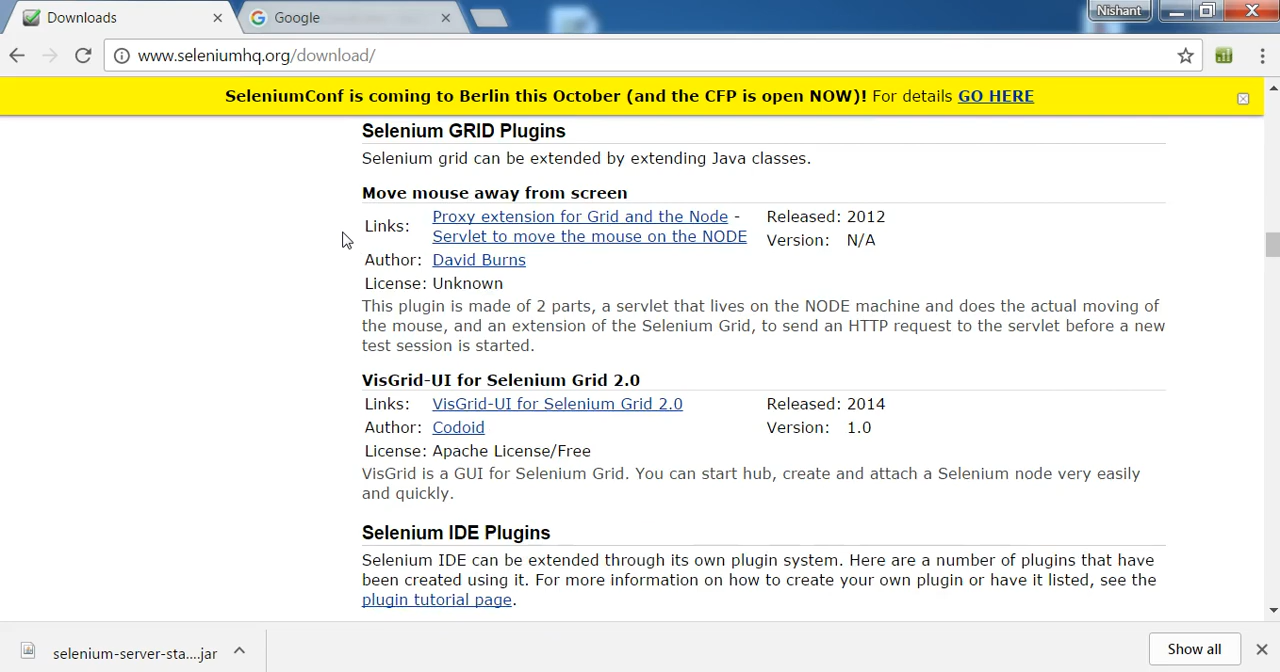 Downloads
Google
Nishant
www.seleniumhq.org/download/
SeleniumConf is coming to Berlin this October (and the CFP is open NOW)! For details GO HERE
Selenium GRID Plugins
Selenium grid can be extended by extending Java classes.
Move mouse away from screen
Links: Proxy extension for Grid and the Node - Servlet to move the mouse on the NODE
Released: 2012
Version: N/A
Author: David Burns
License: Unknown
This plugin is made of 2 parts, a servlet that lives on the NODE machine and does the actual moving of
the mouse, and an extension of the Selenium Grid, to send an HTTP request to the servlet before a new
test session is started.
VisGrid-UI for Selenium Grid 2.0
Links: VisGrid-UI for Selenium Grid 2.0 Released: 2014
Author: Codoid Version: 1.0
License: Apache License/Free
VisGrid is a GUI for Selenium Grid. You can start hub, create and attach a Selenium node very easily
and quickly.
Selenium IDE Plugins
Selenium IDE can be extended through its own plugin system. Here are a number of plugins that have
been created using it. For more information on how to create your own plugin or have it listed, see the
plugin tutorial page.
selenium-server-sta....jar
Show all